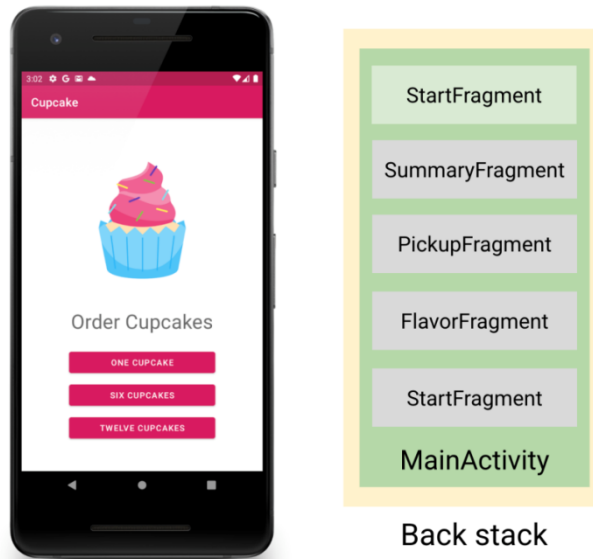 3:02
Cupcake
Order Cupcakes
ONE CUPCAKE
SIX CUPCAKES
TWELVE CUPCAKES
StartFragment
SummaryFragment
PickupFragment
FlavorFragment
StartFragment
MainActivity
Back stack